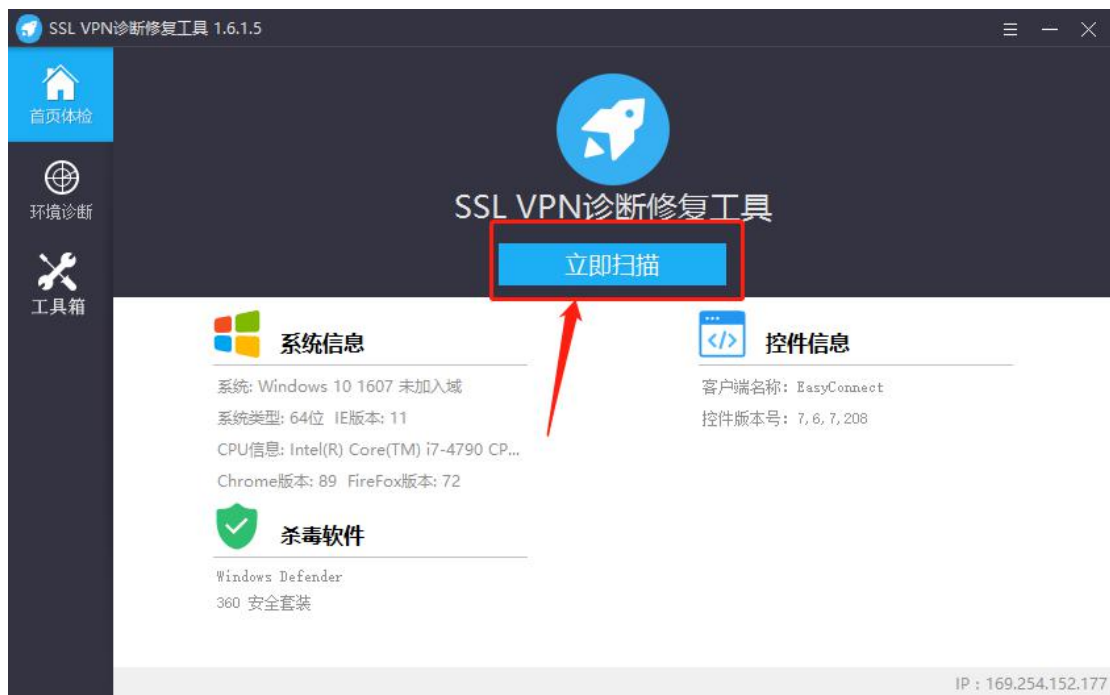 SSL VPN诊断修复工具 1.6.1.5
首页体检
环境诊断
工具箱
SSL VPN诊断修复工具
立即扫描
系统信息
系统: Windows 10 1607 未加入域
系统类型: 64位 IE版本: 11
CPU信息: Intel(R) Core(TM) i7-4790 CP...
Chrome版本: 89 FireFox版本: 72
控件信息
</>
客户端名称: EasyConnect
控件版本号: 7,6,7,208
杀毒软件
Windows Defender
360 安全套装
IP : 169.254.152.177